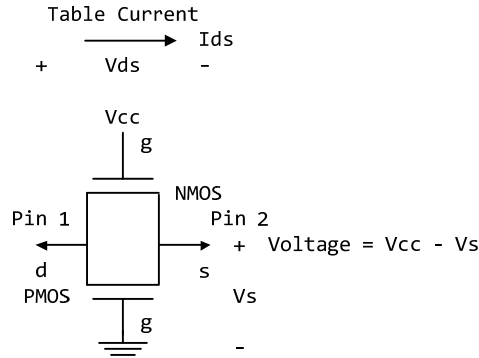 Table Current
Ids
+ Vds -
Vcc
g
NMOS
Pin 1 Pin 2
+ Voltage = Vcc - Vs
d s
PMOS Vs
g
-